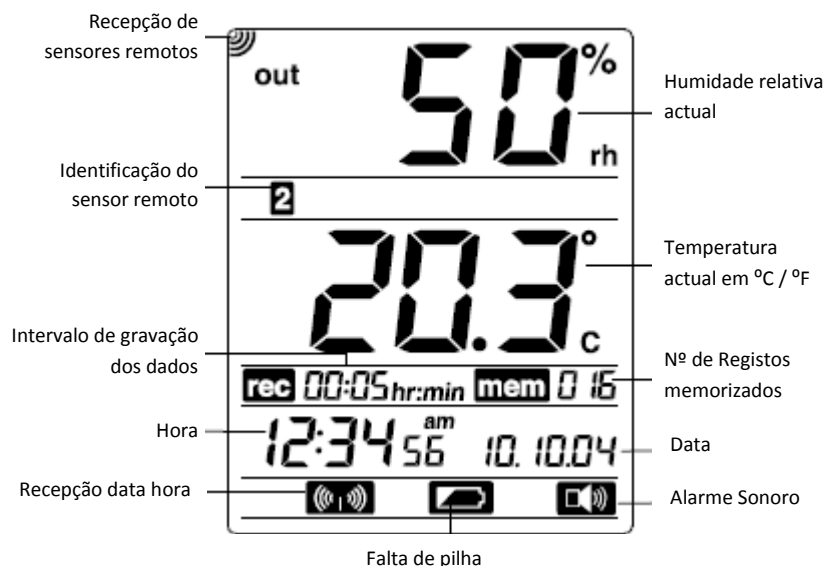 Recepção de
sensores remotos
out
50%
rh
Humidade relativa
actual
Identificação do
sensor remoto
2
20.3°
C
Temperatura
actual em ºC / ºF
Intervalo de gravação
dos dados
rec 00:05 hr:min mem 016
Nº de Registos
memorizados
Hora
12:34 56 am 10.10.04
Data
Recepção data hora
Alarme Sonoro
Falta de pilha